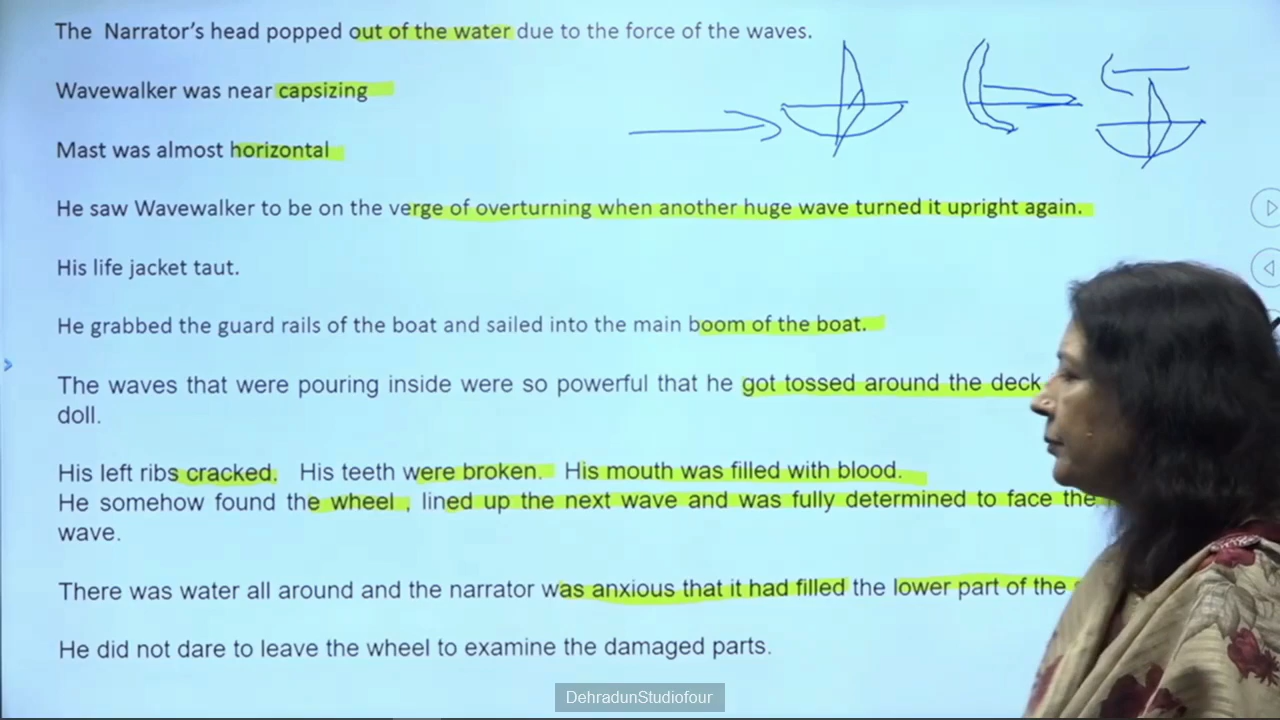 The Narrator's head popped out of the water due to the force of the waves.
Wavewalker was near capsizing
Mast was almost horizontal
He saw Wavewalker to be on the verge of overturning when another huge wave turned it upright again.
His life jacket taut.
He grabbed the guard rails of the boat and sailed into the main boom of the boat.
The waves that were pouring inside were so powerful that he got tossed around the deck
doll.
His left ribs cracked. His teeth were broken. His mouth was filled with blood.
He somehow found the wheel , lined up the next wave and was fully determined to face the
wave.
There was water all around and the narrator was anxious that it had filled the lower part of the
He did not dare to leave the wheel to examine the damaged parts.
DehradunStudiofour